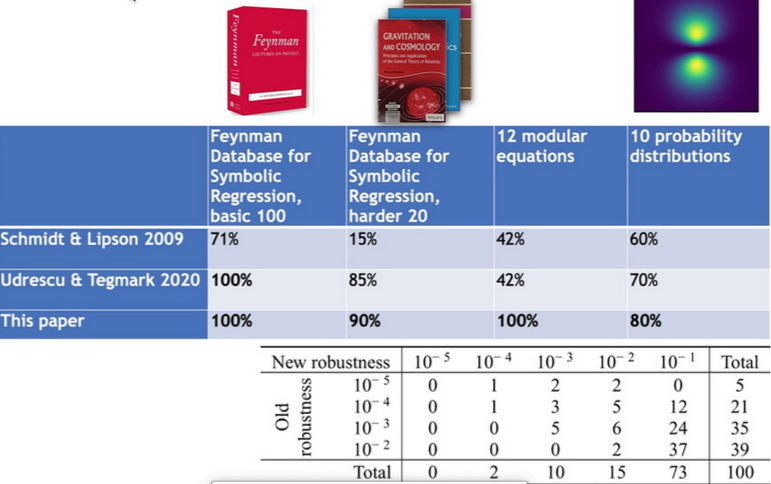 Feynman
THE
Feynman
LECTURES ON PHYSICS
GRAVITATION
AND COSMOLOGY
Principles and Applications
of the General Theory of Relativity
ICS
WILEY
Feynman Database for Symbolic Regression, basic 100
Feynman Database for Symbolic Regression, harder 20
12 modular equations
10 probability distributions
Schmidt & Lipson 2009 71% 15% 42% 60%
Udrescu & Tegmark 2020 100% 85% 42% 70%
This paper 100% 90% 100% 80%
New robustness 10⁻⁵ 10⁻⁴ 10⁻³ 10⁻² 10⁻¹ Total
Old robustness
10⁻⁵ 0 1 2 2 0 5
10⁻⁴ 0 1 3 5 12 21
10⁻³ 0 0 5 6 24 35
10⁻² 0 0 0 2 37 39
Total 0 2 10 15 73 100